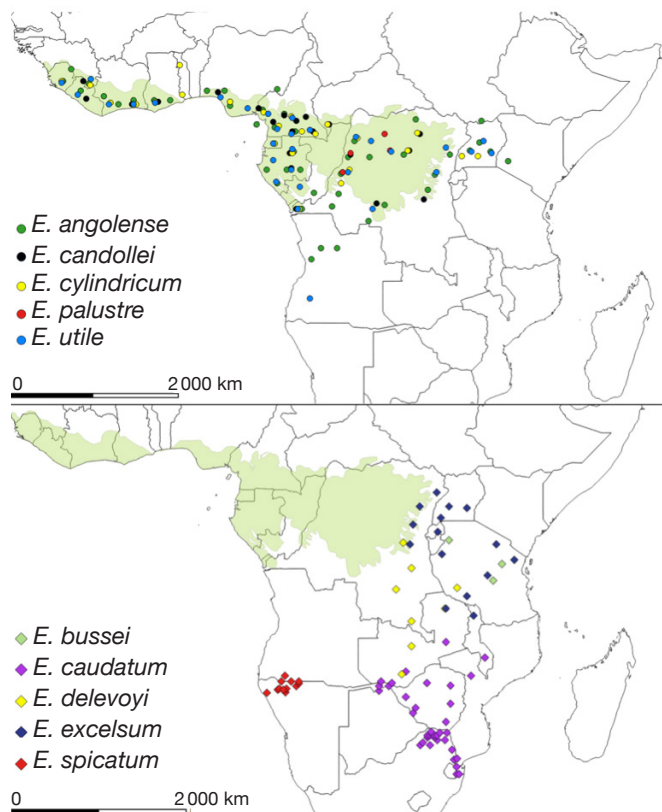 E. angolense
E. candollei
E. cylindricum
E. palustre
E. utile
0 2 000 km
E. bussei
E. caudatum
E. delevoyi
E. excelsum
E. spicatum
0 2 000 km